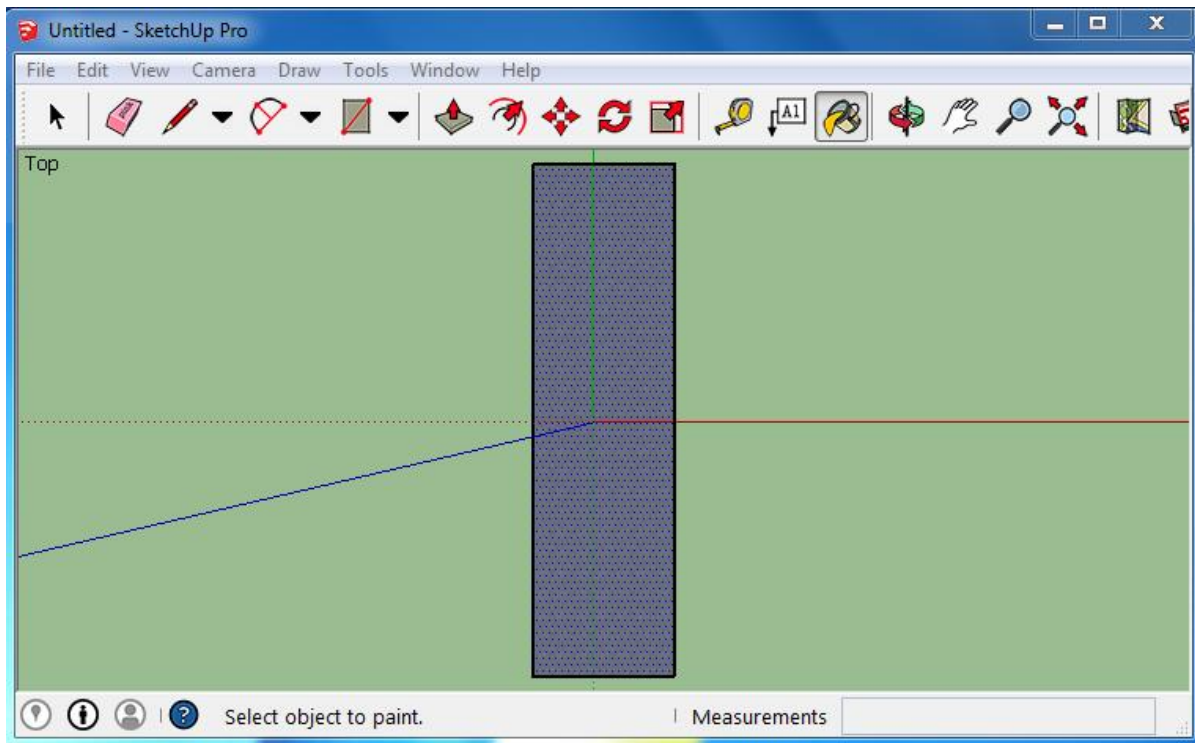 Untitled - SketchUp Pro
File Edit View Camera Draw Tools Window Help
A1
Top
? Select object to paint. Measurements